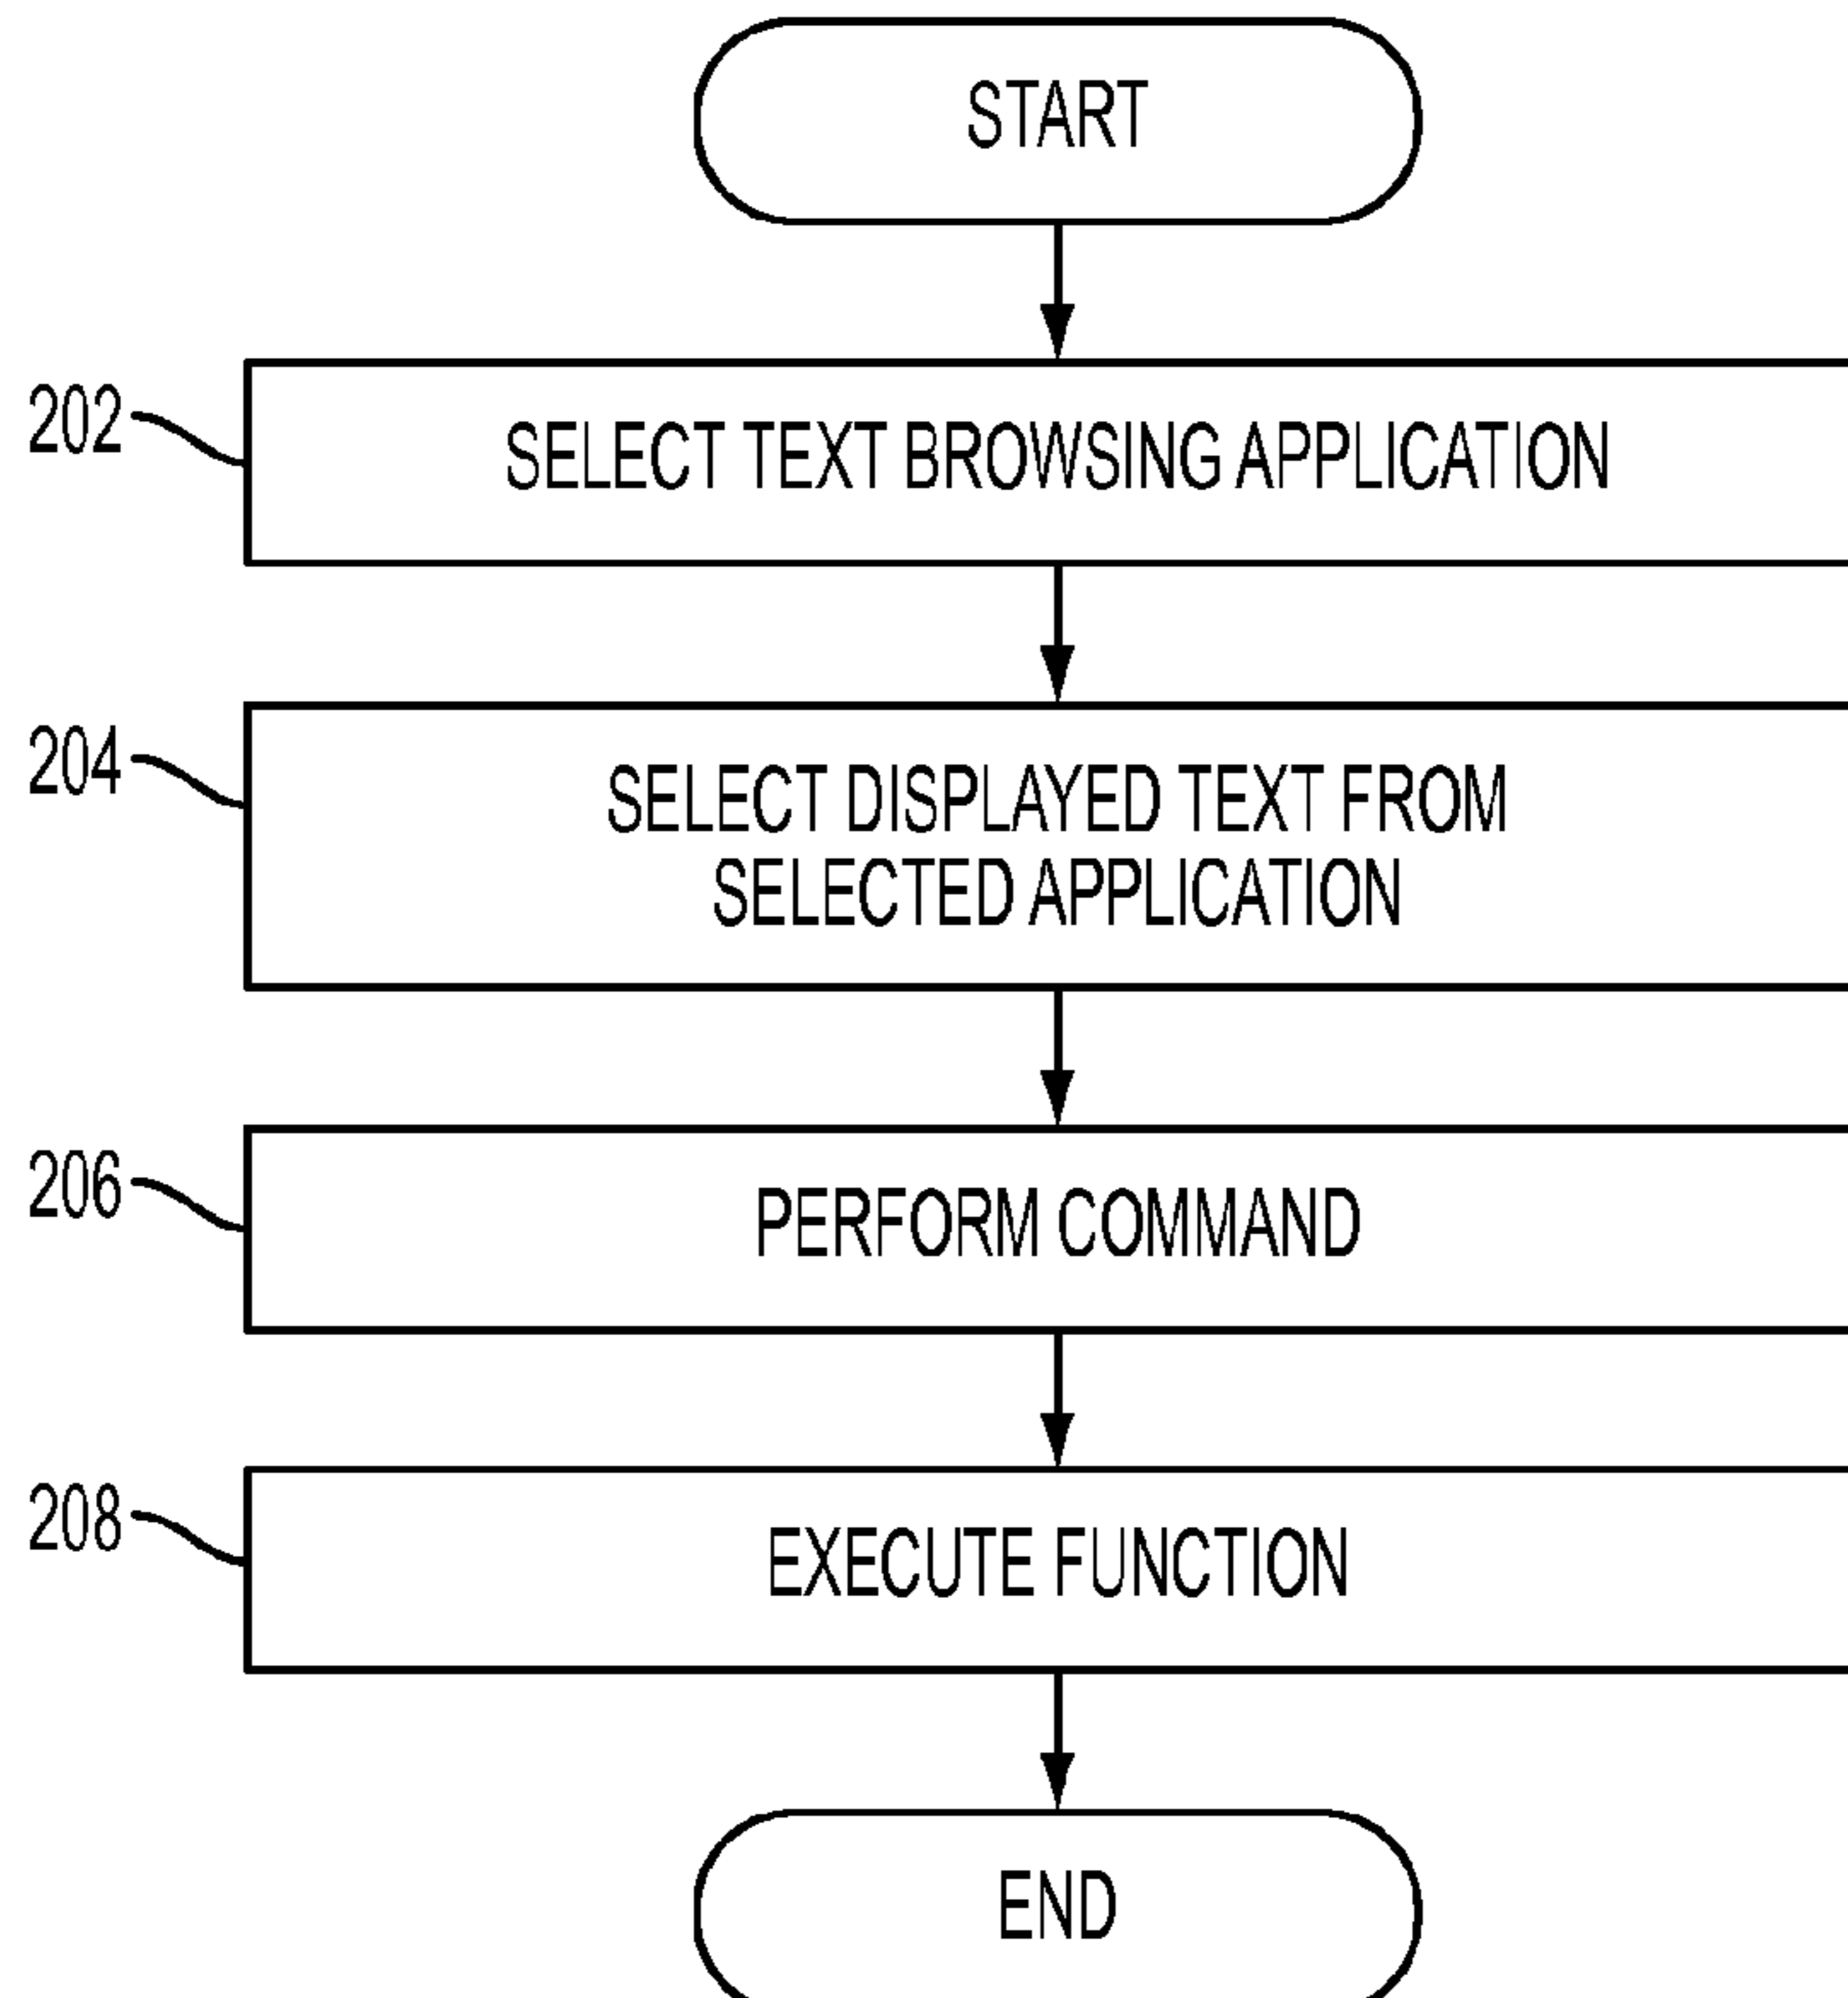 START
202
SELECT TEXT BROWSING APPLICATION
204
SELECT DISPLAYED TEXT FROM
SELECTED APPLICATION
206
PERFORM COMMAND
208
EXECUTE FUNCTION
END